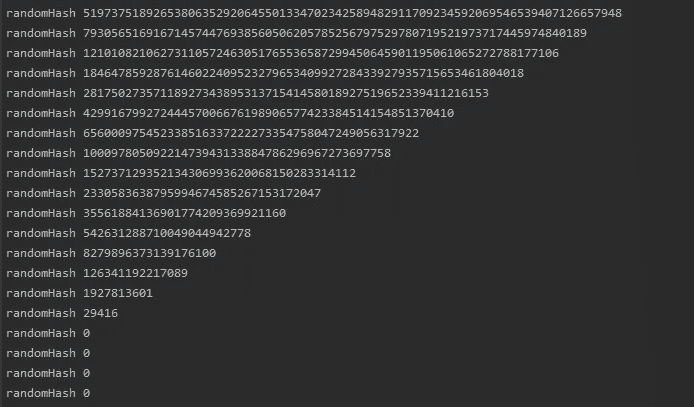 randomHash 51973751892653806352920645501334702342589482911709234592069546539407126657948
randomHash 793056516916714574476938560506205785256797529780719521973717445974840189
randomHash 12101082106273110572463051765536587299450645901195061065272788177106
randomHash 184647859287614602240952327965340992728433927935715653461804018
randomHash 2817502735711892734389531371541458018927519652339411216153
randomHash 42991679927244457006676198906577423384514154851370410
randomHash 656000975452338516337222273354758047249056317922
randomHash 10009780509221473943133884786296967273697758
randomHash 152737129352134306993620068150283314112
randomHash 2330583638795994674585267153172047
randomHash 35561884136901774209369921160
randomHash 542631288710049044942778
randomHash 8279896373139176100
randomHash 126341192217089
randomHash 1927813601
randomHash 29416
randomHash 0
randomHash 0
randomHash 0
randomHash 0